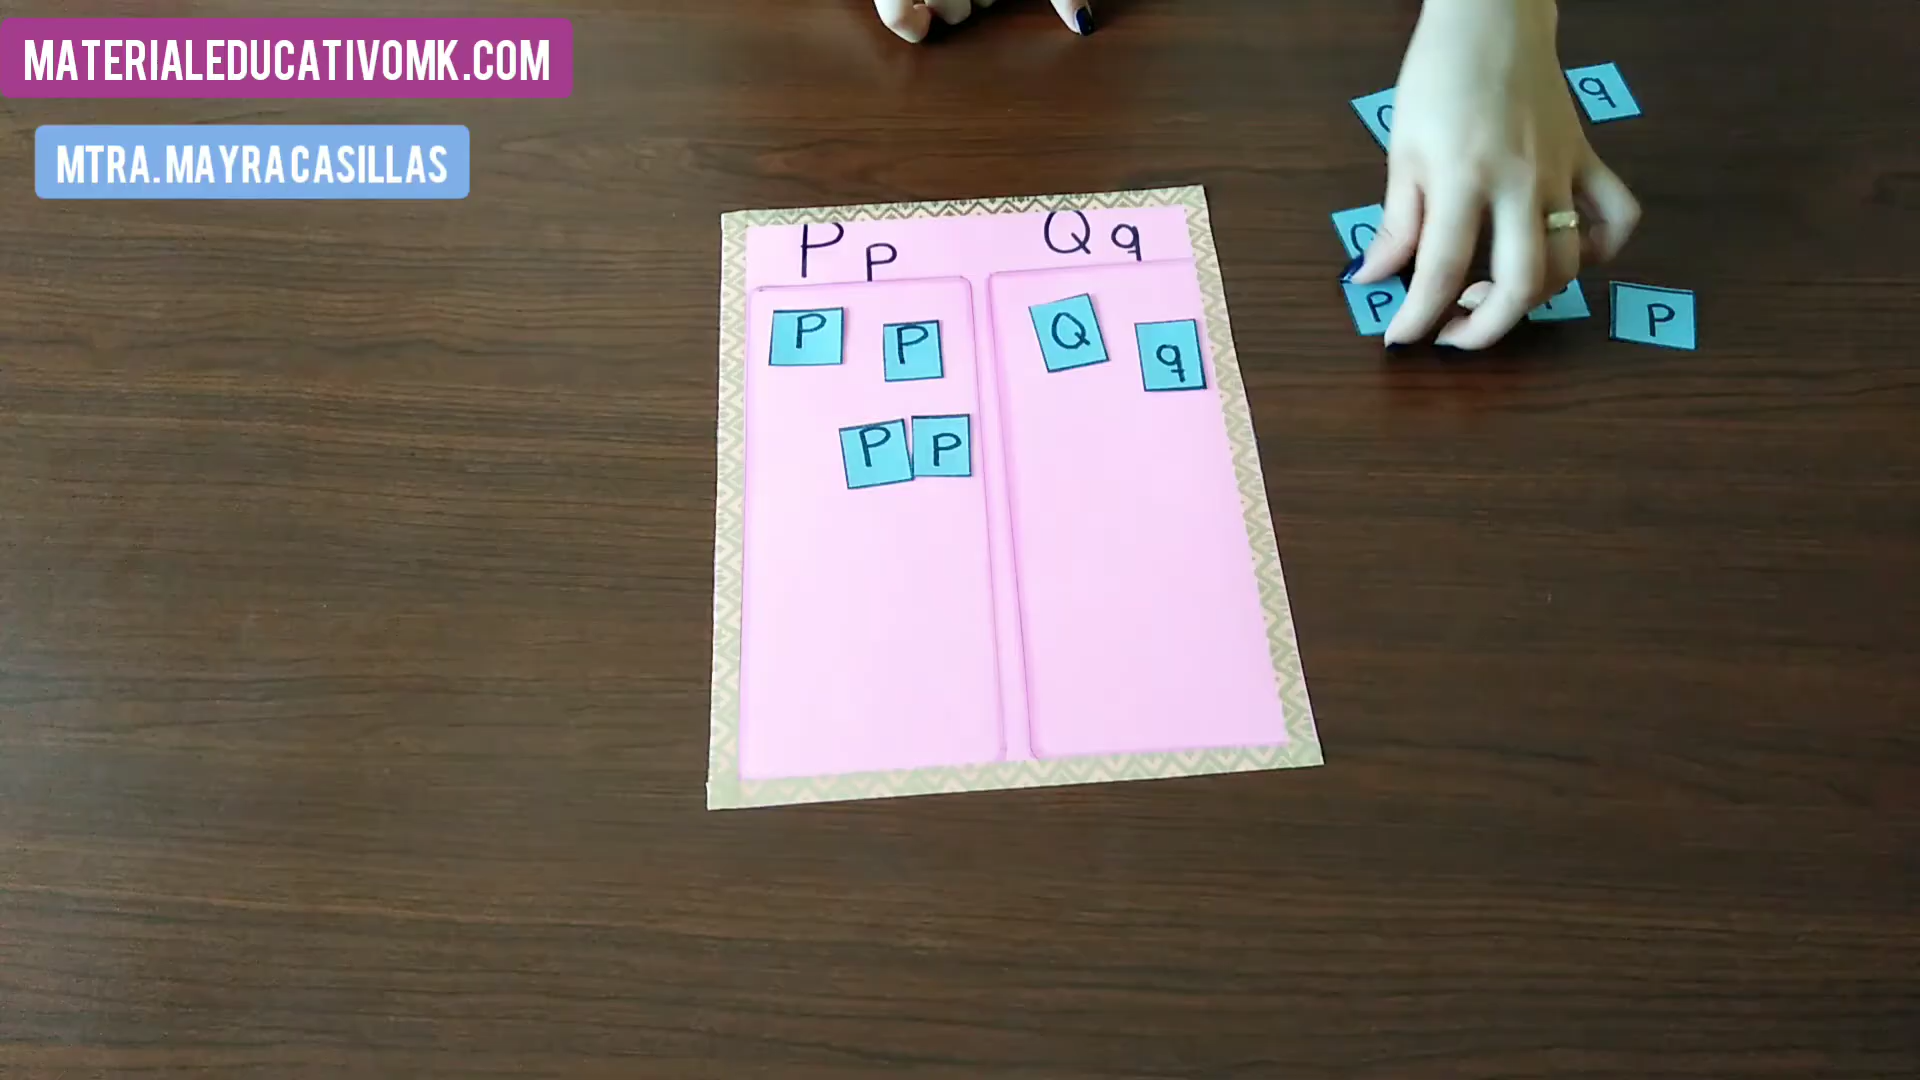 MATERIALEDUCATIVOMK.COM
MTRA.MAYRACASILLAS
P p Q q
P P Q q
P P
q
P P